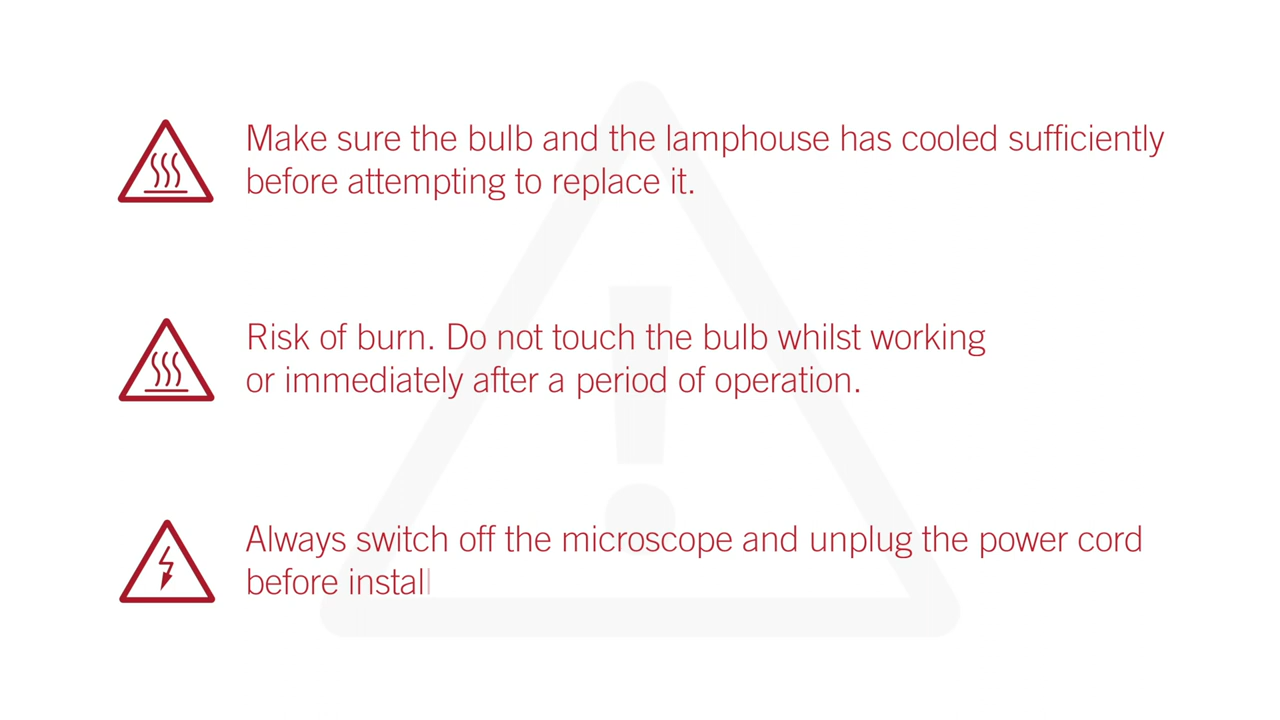 Make sure the bulb and the lamphouse has cooled sufficiently
before attempting to replace it.
Risk of burn. Do not touch the bulb whilst working
or immediately after a period of operation.
Always switch off the microscope and unplug the power cord
before install